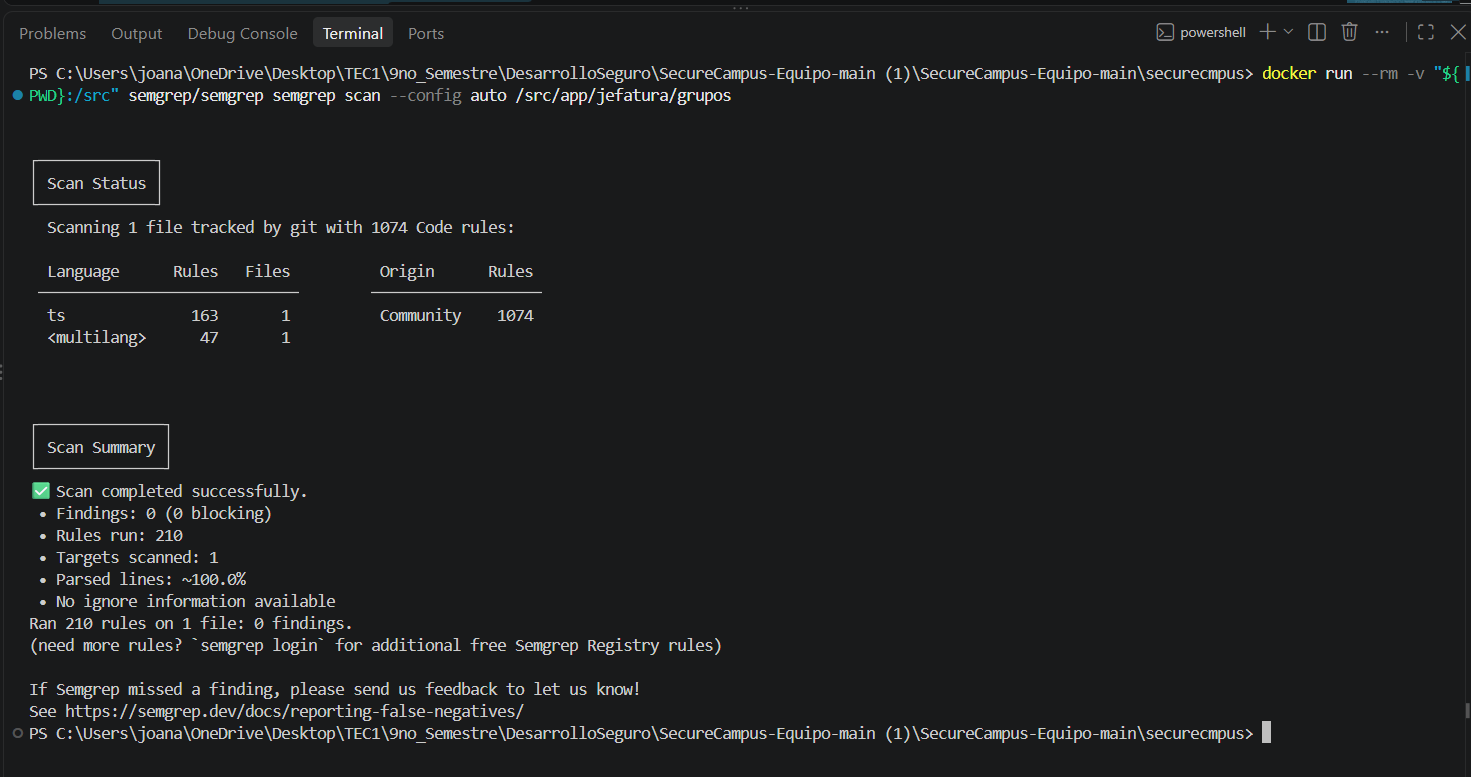 Problems Output Debug Console Terminal Ports powershell
PS C:\Users\joana\OneDrive\Desktop\TEC1\9no_Semestre\DesarrolloSeguro\SecureCampus-Equipo-main (1)\SecureCampus-Equipo-main\securecmpus> docker run --rm -v "${
PWD}:/src" semgrep/semgrep semgrep scan --config auto /src/app/jefatura/grupos
Scan Status
Scanning 1 file tracked by git with 1074 Code rules:
Language Rules Files Origin Rules
ts 163 1 Community 1074
<multilang> 47 1
Scan Summary
✅ Scan completed successfully.
• Findings: 0 (0 blocking)
• Rules run: 210
• Targets scanned: 1
• Parsed lines: ~100.0%
• No ignore information available
Ran 210 rules on 1 file: 0 findings.
(need more rules? `semgrep login` for additional free Semgrep Registry rules)
If Semgrep missed a finding, please send us feedback to let us know!
See https://semgrep.dev/docs/reporting-false-negatives/
PS C:\Users\joana\OneDrive\Desktop\TEC1\9no_Semestre\DesarrolloSeguro\SecureCampus-Equipo-main (1)\SecureCampus-Equipo-main\securecmpus>